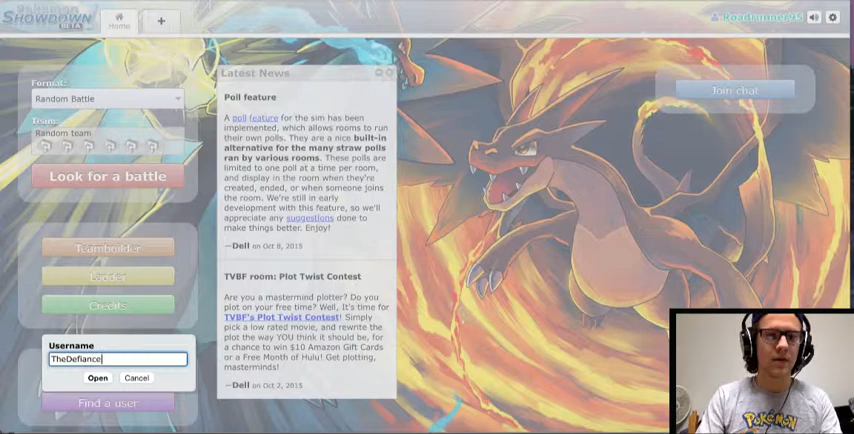 Pokémon
SHOWDOWN
BETA
Home
+
Roadrunner95
Format:
Random Battle
Team:
Random team
Look for a battle
Teambuilder
Ladder
Credits
Username
TheDefiance
Open
Cancel
Find a user
Latest News
Poll feature
A poll feature for the sim has been
implemented, which allows rooms to run
their own polls. They are a nice built-in
alternative for the many straw polls
ran by various rooms. These polls are
limited to one poll at a time per room,
and display in the room when they're
created, ended, or when someone joins
the room. We're still in early
development with this feature, so we'll
appreciate any suggestions done to
make things better. Enjoy!
—Dell on Oct 8, 2015
TVBF room: Plot Twist Contest
Are you a mastermind plotter? Do you
plot on your free time? Well, It's time for
TVBF's Plot Twist Contest! Simply
pick a low rated movie, and rewrite the
plot the way YOU think it should be, for
a chance to win $10 Amazon Gift Cards
or a Free Month of Hulu! Get plotting,
masterminds!
—Dell on Oct 2, 2015
Join chat
POKÉMON